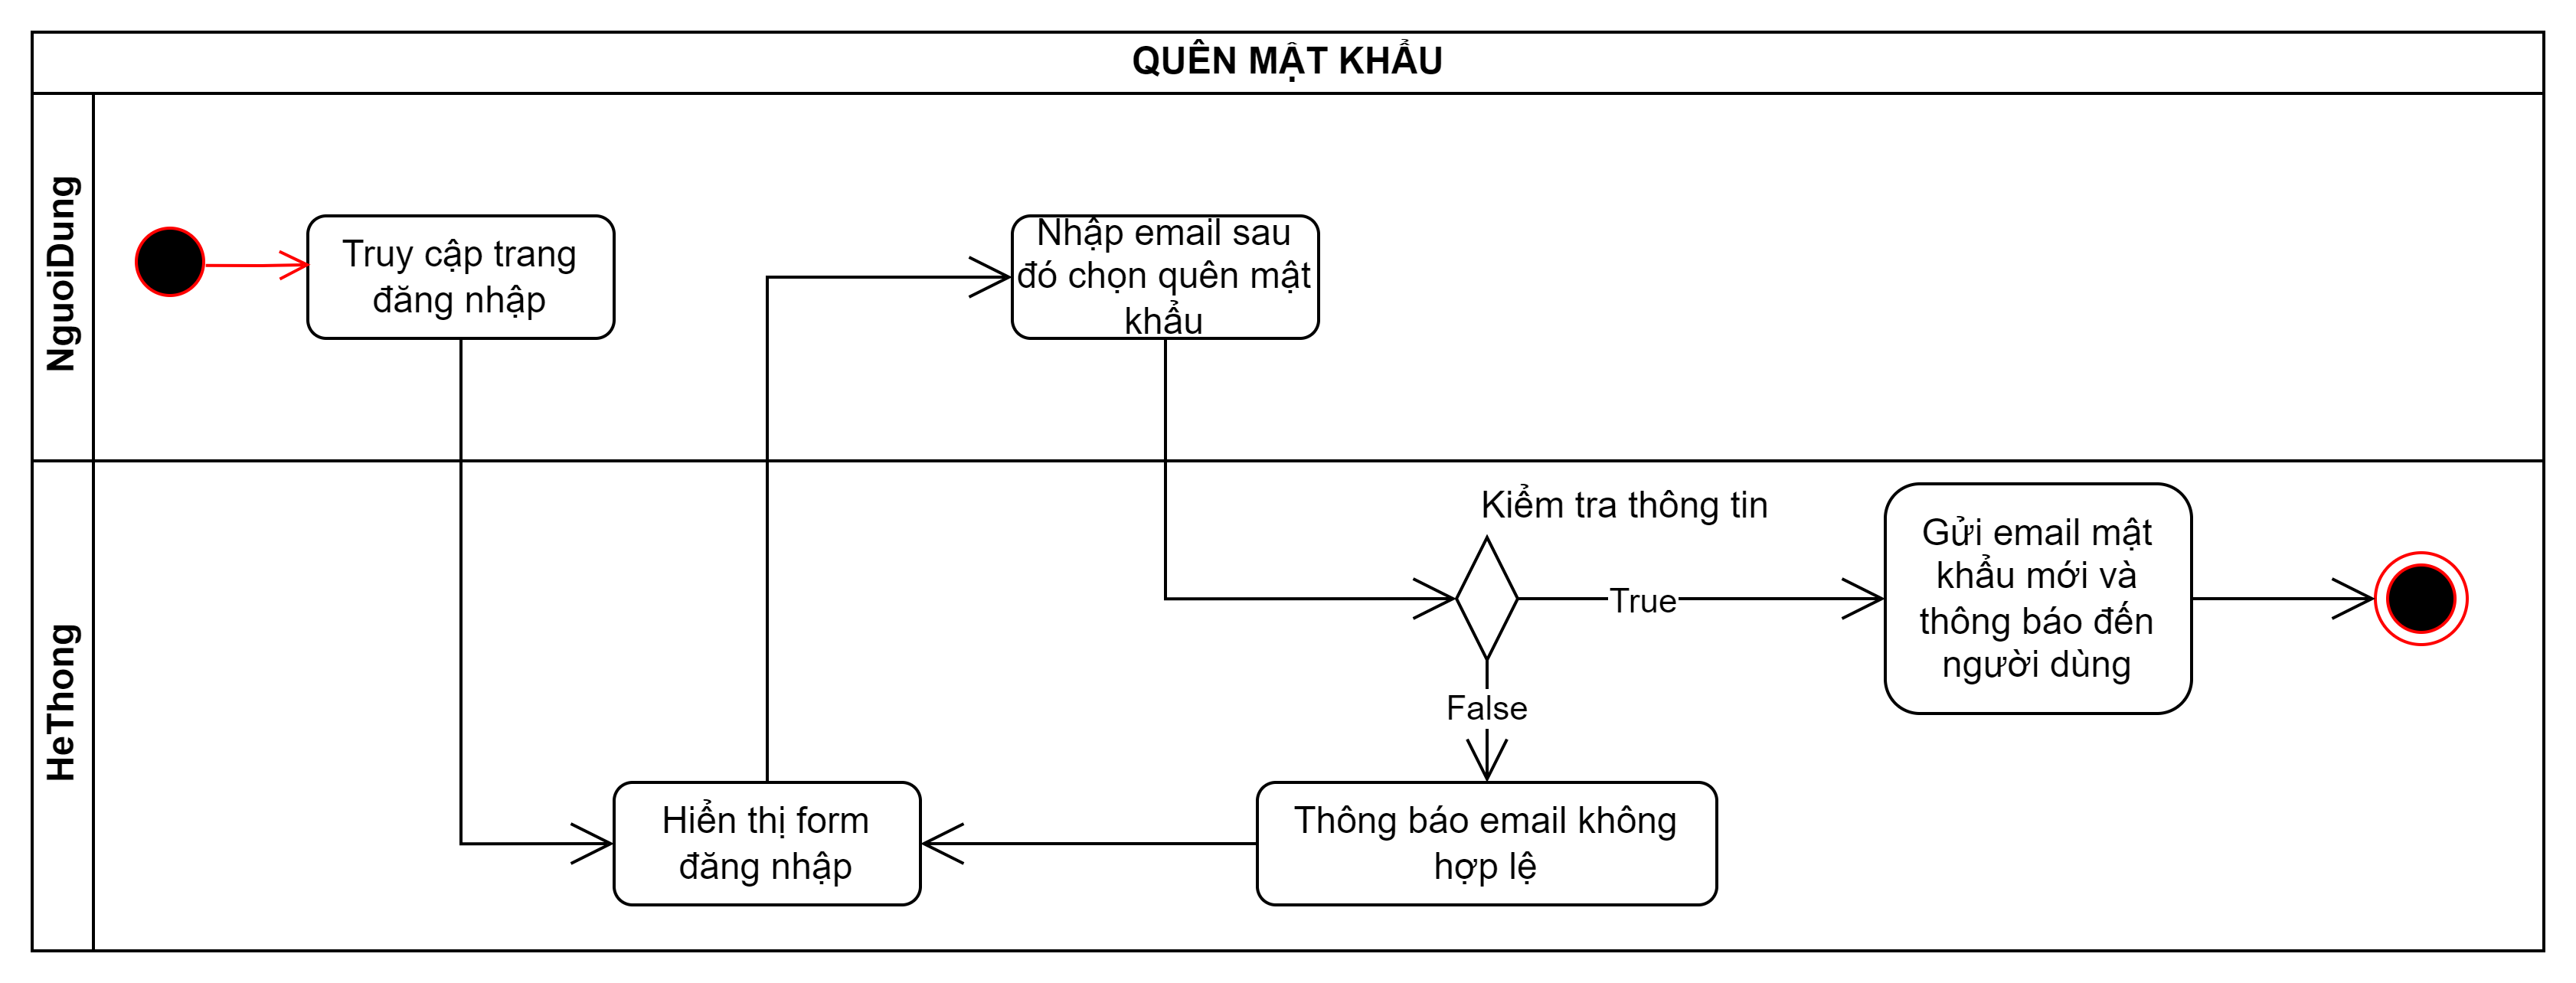 QUÊN MẬT KHẨU
NguoiDung
Truy cập trang
đăng nhập
Nhập email sau
đó chọn quên mật
khẩu
HeThong
Kiểm tra thông tin
True
Gửi email mật
khẩu mới và
thông báo đến
người dùng
False
Hiển thị form
đăng nhập
Thông báo email không
hợp lệ